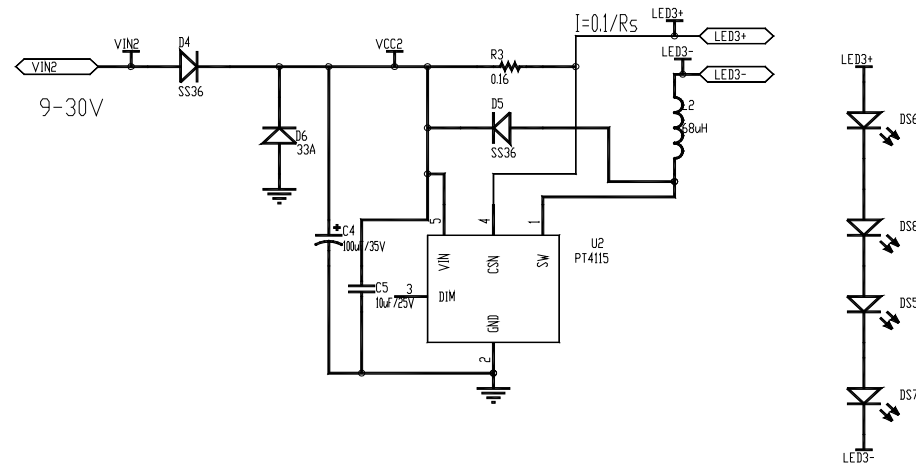 I=0.1/Rs
LED3+
LED3+
VIN2
D4
VCC2
R3
LED3-
LED3-
LED3+
VIN2
SS36
0.16
9-30V
D5
L2
68uH
DS6
D6
33A
SS36
C4
100uF/35V
5
4
1
U2
PT4115
DS8
VIN
CSN
SW
C5
10uF/25V
3
DIM
DS5
GND
2
DS7
LED3-